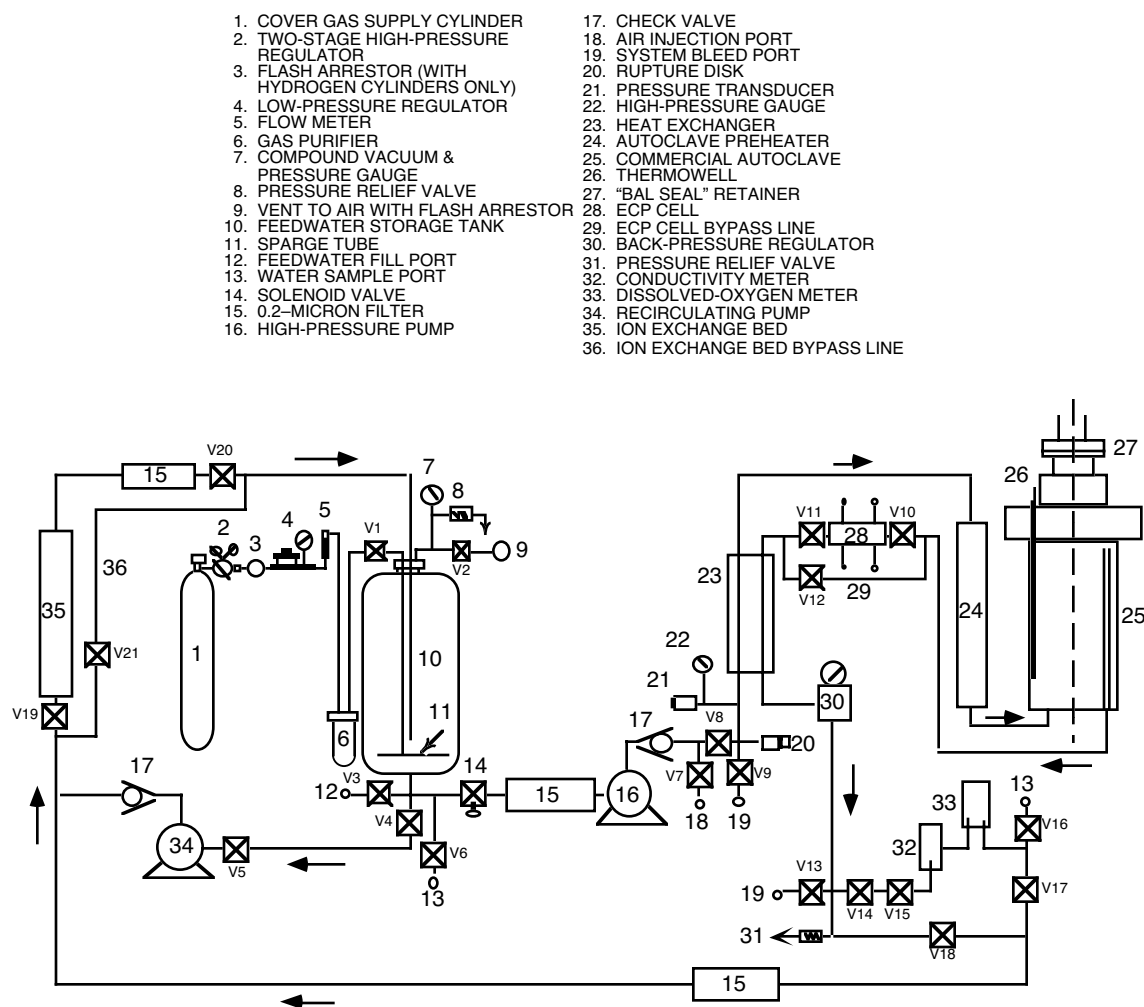 1. COVER GAS SUPPLY CYLINDER
2. TWO-STAGE HIGH-PRESSURE
REGULATOR
3. FLASH ARRESTOR (WITH
HYDROGEN CYLINDERS ONLY)
4. LOW-PRESSURE REGULATOR
5. FLOW METER
6. GAS PURIFIER
7. COMPOUND VACUUM &
PRESSURE GAUGE
8. PRESSURE RELIEF VALVE
9. VENT TO AIR WITH FLASH ARRESTOR
10. FEEDWATER STORAGE TANK
11. SPARGE TUBE
12. FEEDWATER FILL PORT
13. WATER SAMPLE PORT
14. SOLENOID VALVE
15. 0.2–MICRON FILTER
16. HIGH-PRESSURE PUMP
17. CHECK VALVE
18. AIR INJECTION PORT
19. SYSTEM BLEED PORT
20. RUPTURE DISK
21. PRESSURE TRANSDUCER
22. HIGH-PRESSURE GAUGE
23. HEAT EXCHANGER
24. AUTOCLAVE PREHEATER
25. COMMERCIAL AUTOCLAVE
26. THERMOWELL
27. “BAL SEAL” RETAINER
28. ECP CELL
29. ECP CELL BYPASS LINE
30. BACK-PRESSURE REGULATOR
31. PRESSURE RELIEF VALVE
32. CONDUCTIVITY METER
33. DISSOLVED-OXYGEN METER
34. RECIRCULATING PUMP
35. ION EXCHANGE BED
36. ION EXCHANGE BED BYPASS LINE
V20
15
2
3
4
5
V1
7
8
V2
9
36
35
1
10
11
6
V21
V19
17
34
V5
V3
12
V4
V6
13
14
15
16
17
V7
18
V8
V9
19
20
21
22
23
V11
28
V10
V12
29
24
26
27
25
30
33
32
13
V16
V13
19
V14
V15
V17
31
V18
15